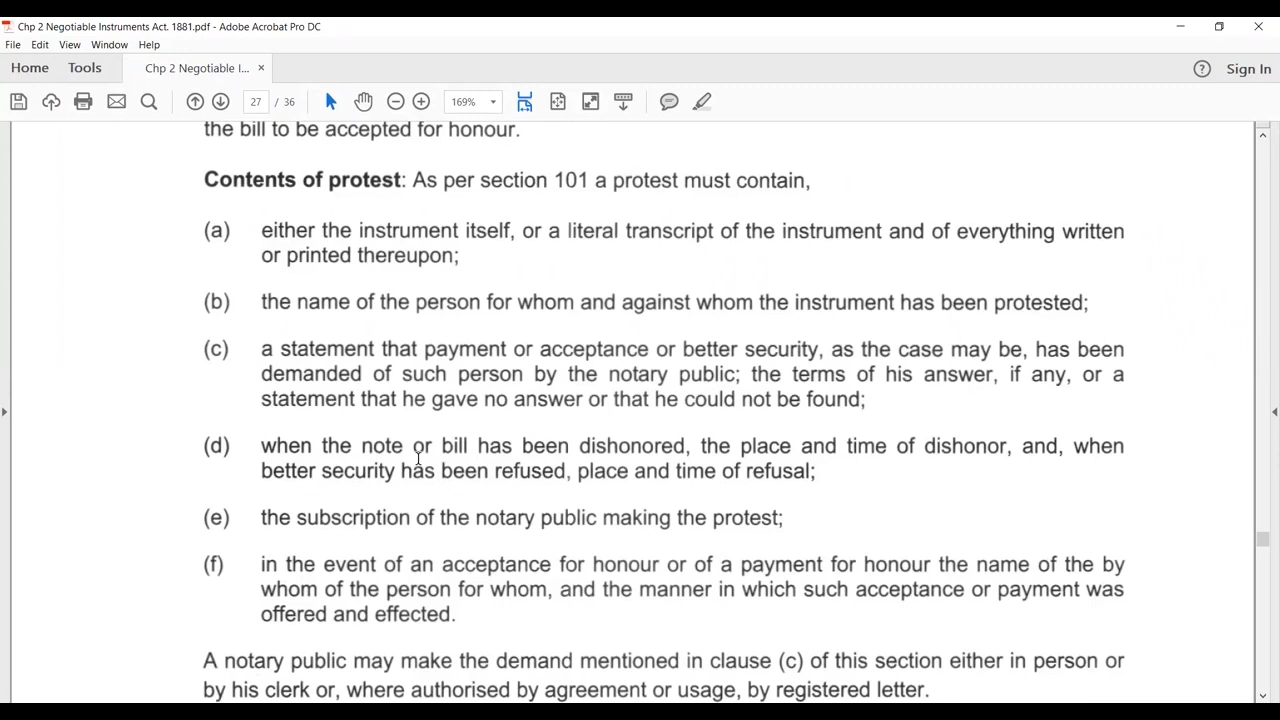 Chp 2 Negotiable Instruments Act. 1881.pdf - Adobe Acrobat Pro DC
File Edit View Window Help
Home Tools Chp 2 Negotiable I... × Sign In
27 / 36 169%
the bill to be accepted for honour.
Contents of protest: As per section 101 a protest must contain,
(a) either the instrument itself, or a literal transcript of the instrument and of everything written
or printed thereupon;
(b) the name of the person for whom and against whom the instrument has been protested;
(c) a statement that payment or acceptance or better security, as the case may be, has been
demanded of such person by the notary public; the terms of his answer, if any, or a
statement that he gave no answer or that he could not be found;
(d) when the note or bill has been dishonored, the place and time of dishonor, and, when
better security has been refused, place and time of refusal;
(e) the subscription of the notary public making the protest;
(f) in the event of an acceptance for honour or of a payment for honour the name of the by
whom of the person for whom, and the manner in which such acceptance or payment was
offered and effected.
A notary public may make the demand mentioned in clause (c) of this section either in person or
by his clerk or, where authorised by agreement or usage, by registered letter.